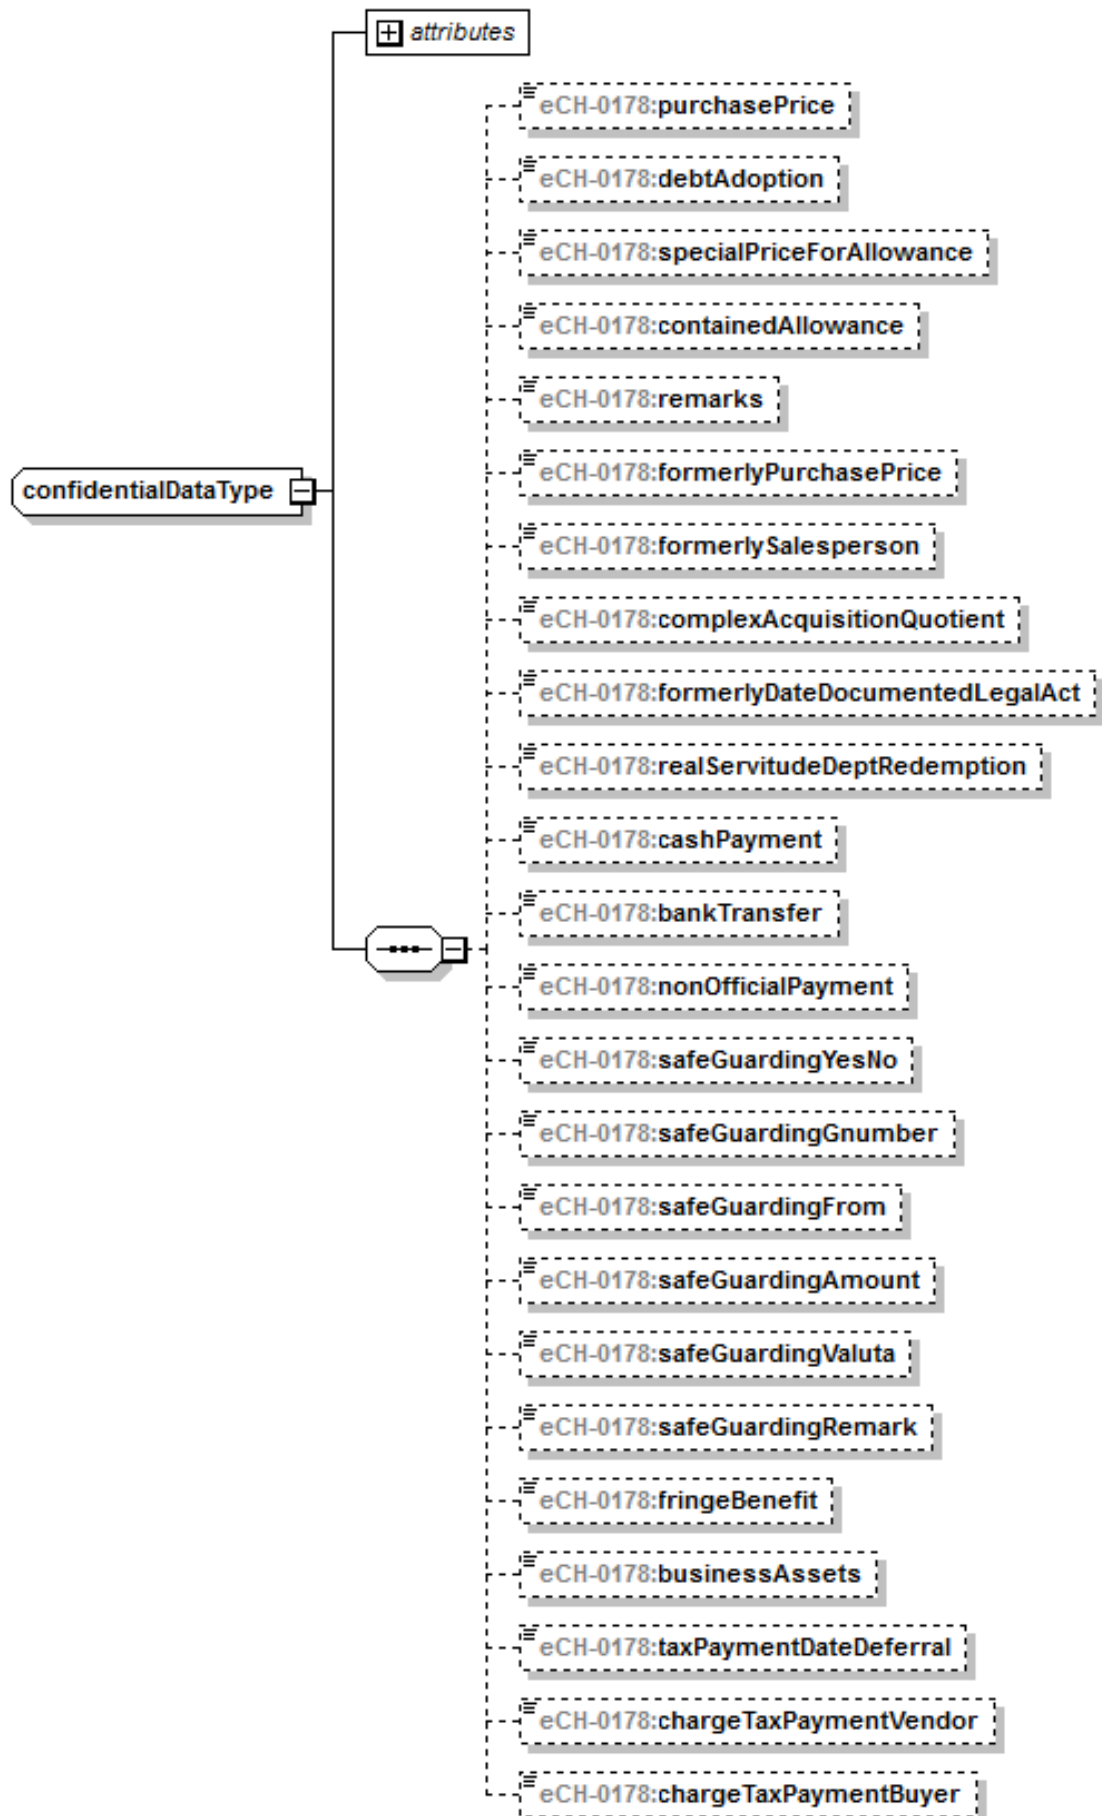 attributes
eCH-0178:purchasePrice
eCH-0178:debtAdoption
eCH-0178:specialPriceForAllowance
eCH-0178:containedAllowance
eCH-0178:remarks
eCH-0178:formerlyPurchasePrice
confidentialDataType
eCH-0178:formerlySalesperson
eCH-0178:complexAcquisitionQuotient
eCH-0178:formerlyDateDocumentedLegalAct
eCH-0178:realServitudeDeptRedemption
eCH-0178:cashPayment
eCH-0178:bankTransfer
eCH-0178:nonOfficialPayment
eCH-0178:safeGuardingYesNo
eCH-0178:safeGuardingGnumber
eCH-0178:safeGuardingFrom
eCH-0178:safeGuardingAmount
eCH-0178:safeGuardingValuta
eCH-0178:safeGuardingRemark
eCH-0178:fringeBenefit
eCH-0178:businessAssets
eCH-0178:taxPaymentDateDeferral
eCH-0178:chargeTaxPaymentVendor
eCH-0178:chargeTaxPaymentBuyer